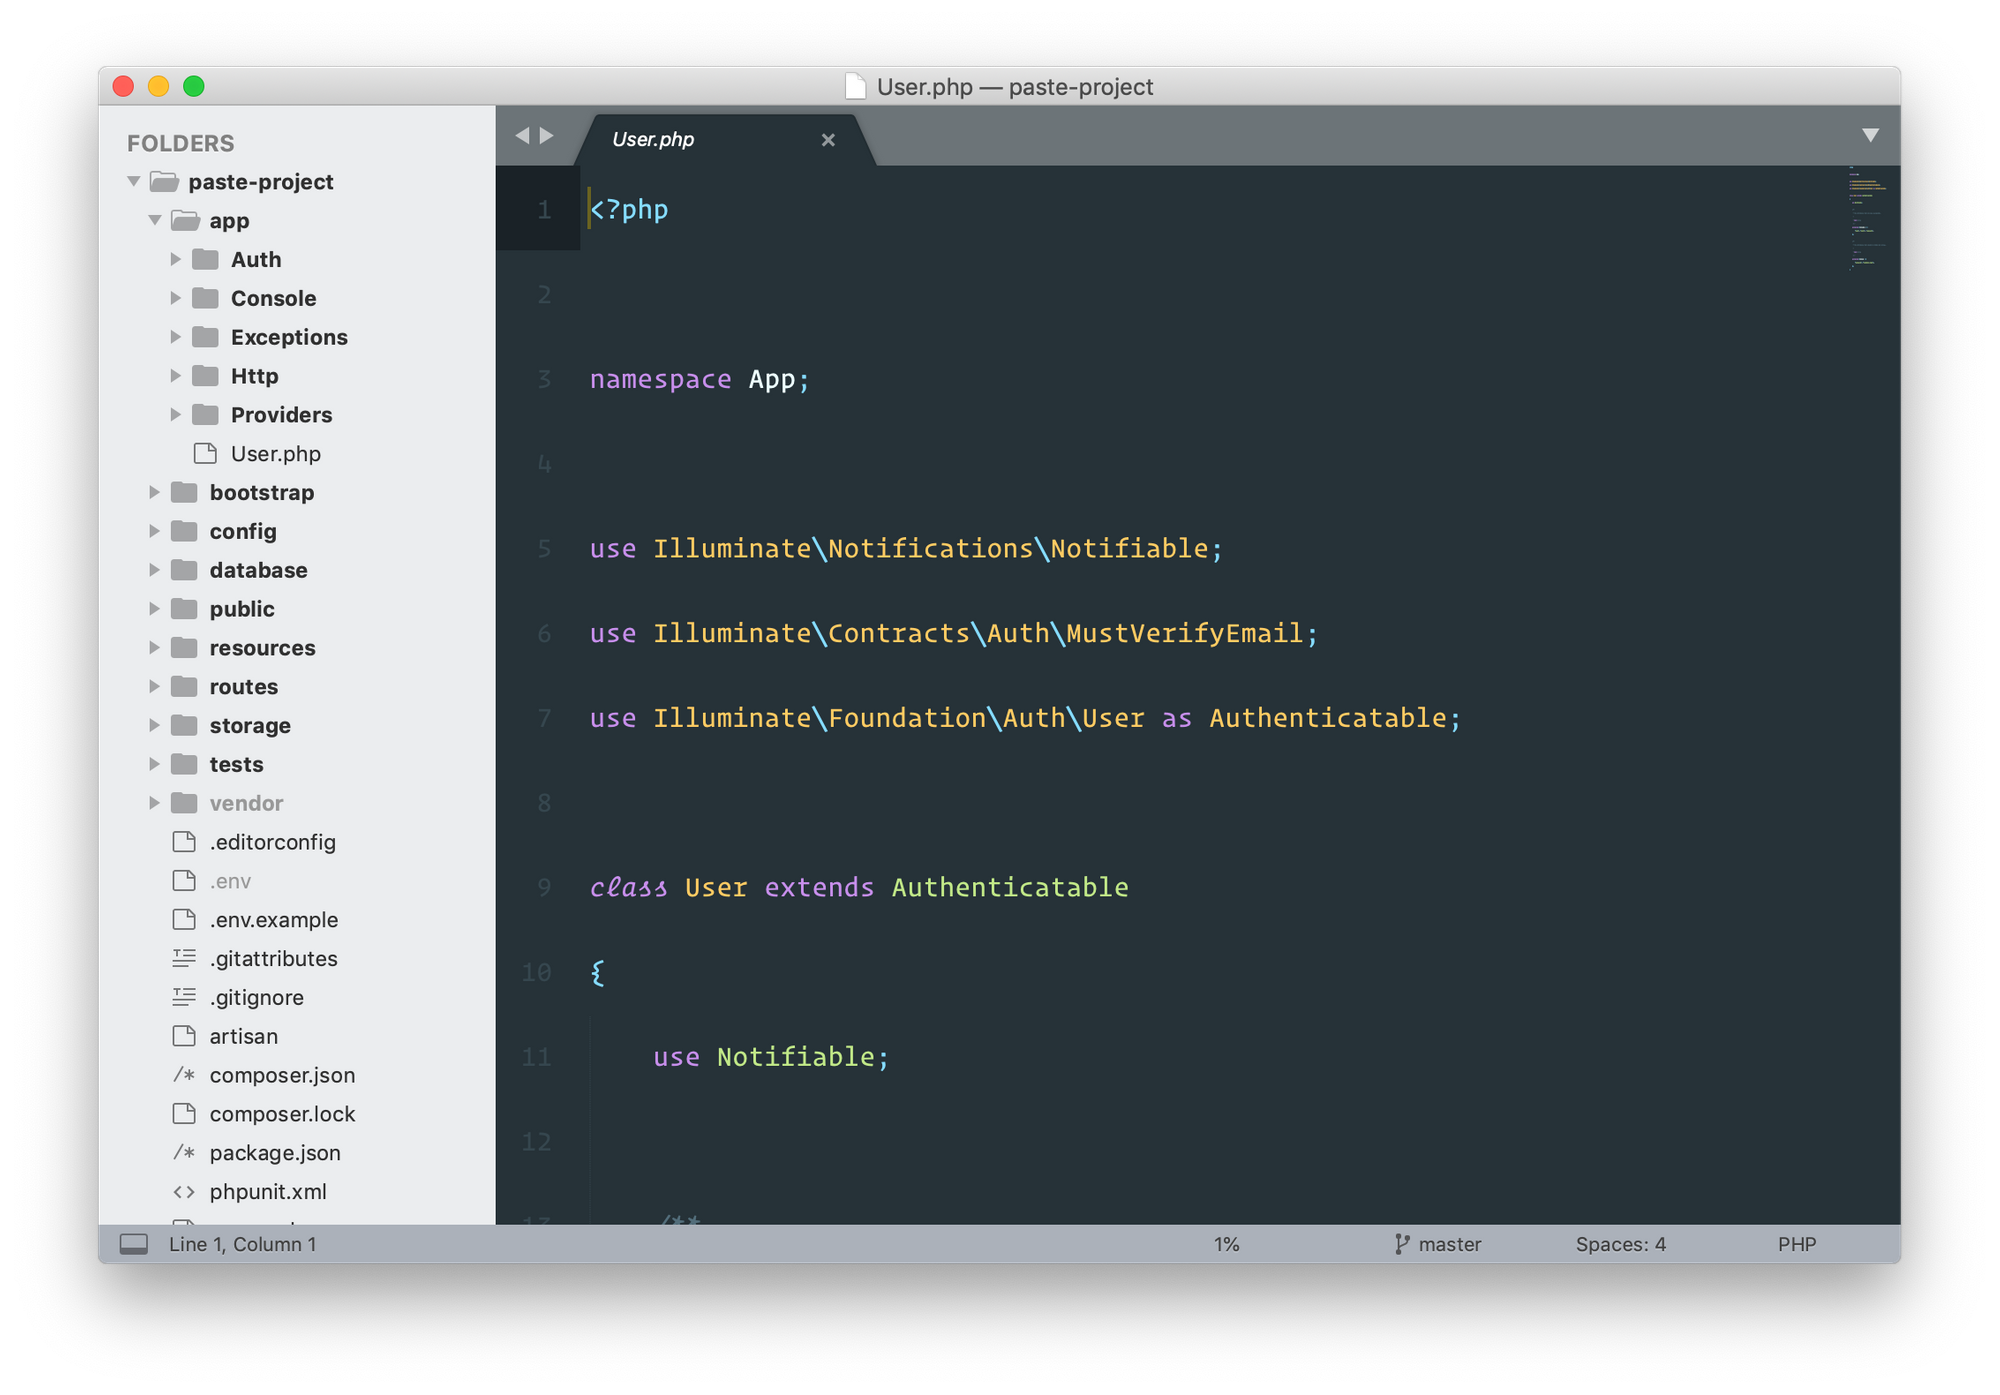 User.php — paste-project
FOLDERS
paste-project
app
Auth
Console
Exceptions
Http
Providers
User.php
bootstrap
config
database
public
resources
routes
storage
tests
vendor
.editorconfig
.env
.env.example
.gitattributes
.gitignore
artisan
composer.json
composer.lock
package.json
phpunit.xml
User.php
1 <?php
2
3 namespace App;
4
5 use Illuminate\Notifications\Notifiable;
6 use Illuminate\Contracts\Auth\MustVerifyEmail;
7 use Illuminate\Foundation\Auth\User as Authenticatable;
8
9 class User extends Authenticatable
10 {
11 use Notifiable;
12
13 /**
Line 1, Column 1
1%
master
Spaces: 4
PHP